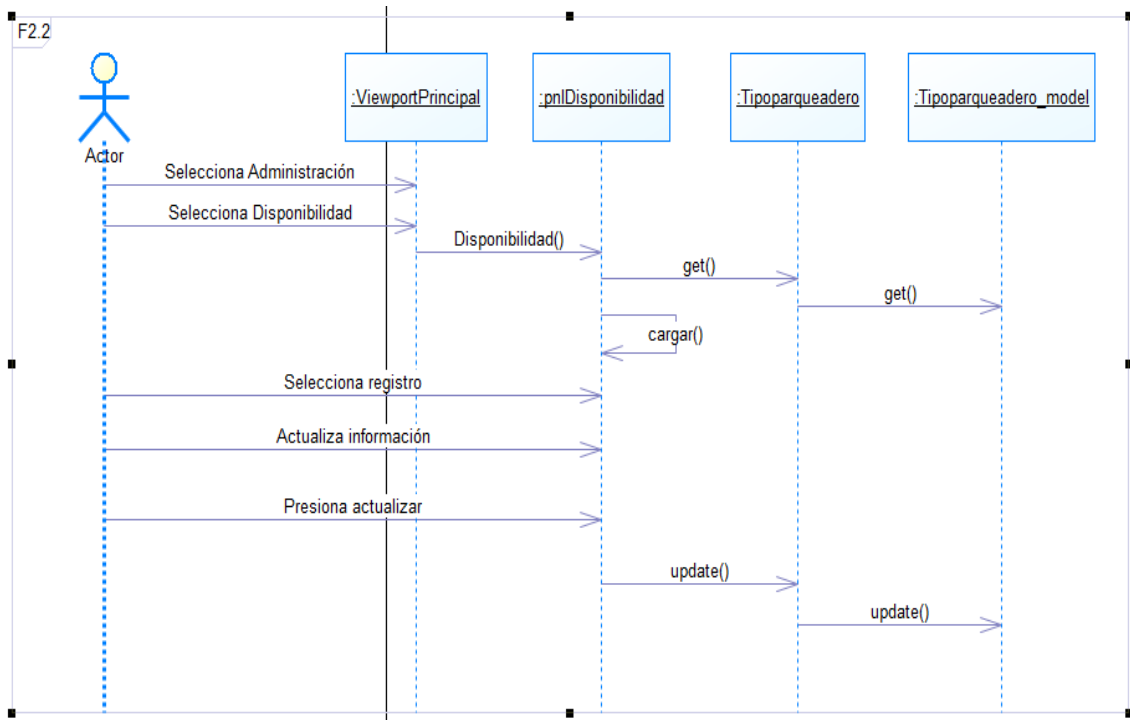 F2.2
:ViewportPrincipal
:pnlDisponibilidad
:Tipoparqueadero
:Tipoparqueadero_model
Actor
Selecciona Administración
Selecciona Disponibilidad
Disponibilidad()
get()
get()
cargar()
Selecciona registro
Actualiza información
Presiona actualizar
update()
update()